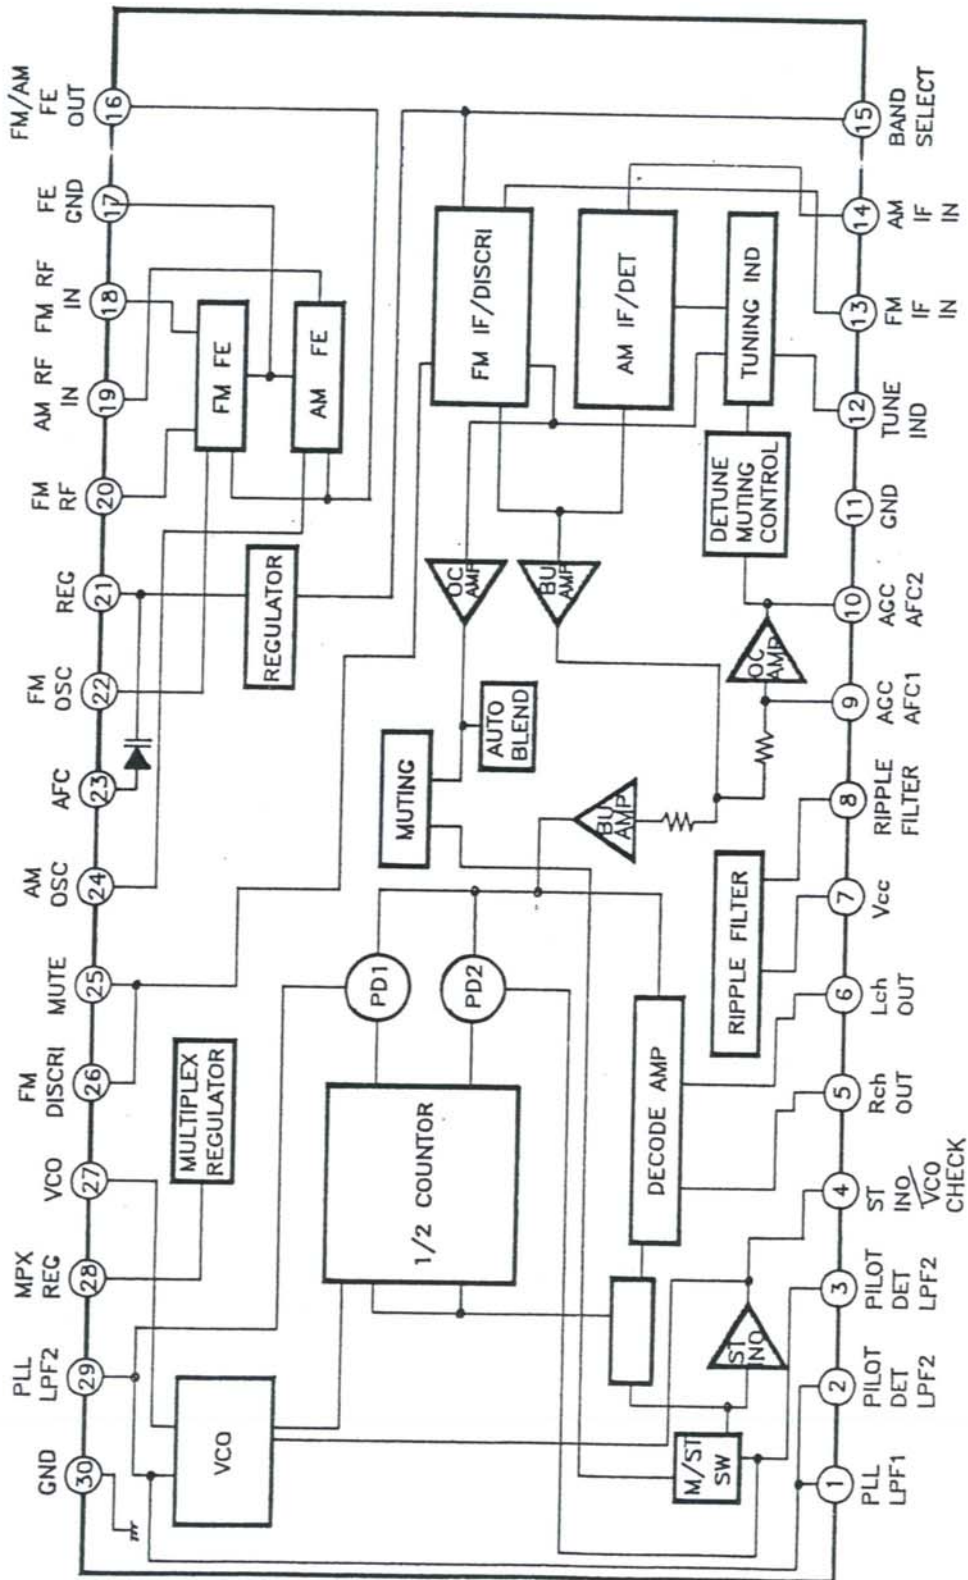 GND
30
PLL
LPF2
29
MPX
REG
28
VCO
27
FM
DISCRI
26
MUTE
25
AM
OSC
24
AFC
23
FM
OSC
22
REG
21
FM
RF
20
AM RF
IN
19
FM RF
IN
18
FE
GND
17
FM/AM
FE
OUT
16
VCO
MULTIPLEX
REGULATOR
1/2 COUNTOR
PD1
PD2
MUTING
AUTO
BLEND
REGULATOR
FM FE
AM FE
OC
AMP
BU
AMP
FM IF/DISCRI
AM IF/DET
TUNING IND
DETUNE
MUTING
CONTROL
OC
AMP
BU
AMP
RIPPLE FILTER
DECODE AMP
ST
INO
M/ST
SW
1
PLL
LPF1
2
PILOT
DET
LPF2
3
PILOT
DET
LPF2
4
ST
INO/VCO
CHECK
5
Rch
OUT
6
Lch
OUT
7
Vcc
8
RIPPLE
FILTER
9
AGC
AFC1
10
AGC
AFC2
11
GND
12
TUNE
IND
13
FM
IF
IN
14
AM
IF
IN
15
BAND
SELECT